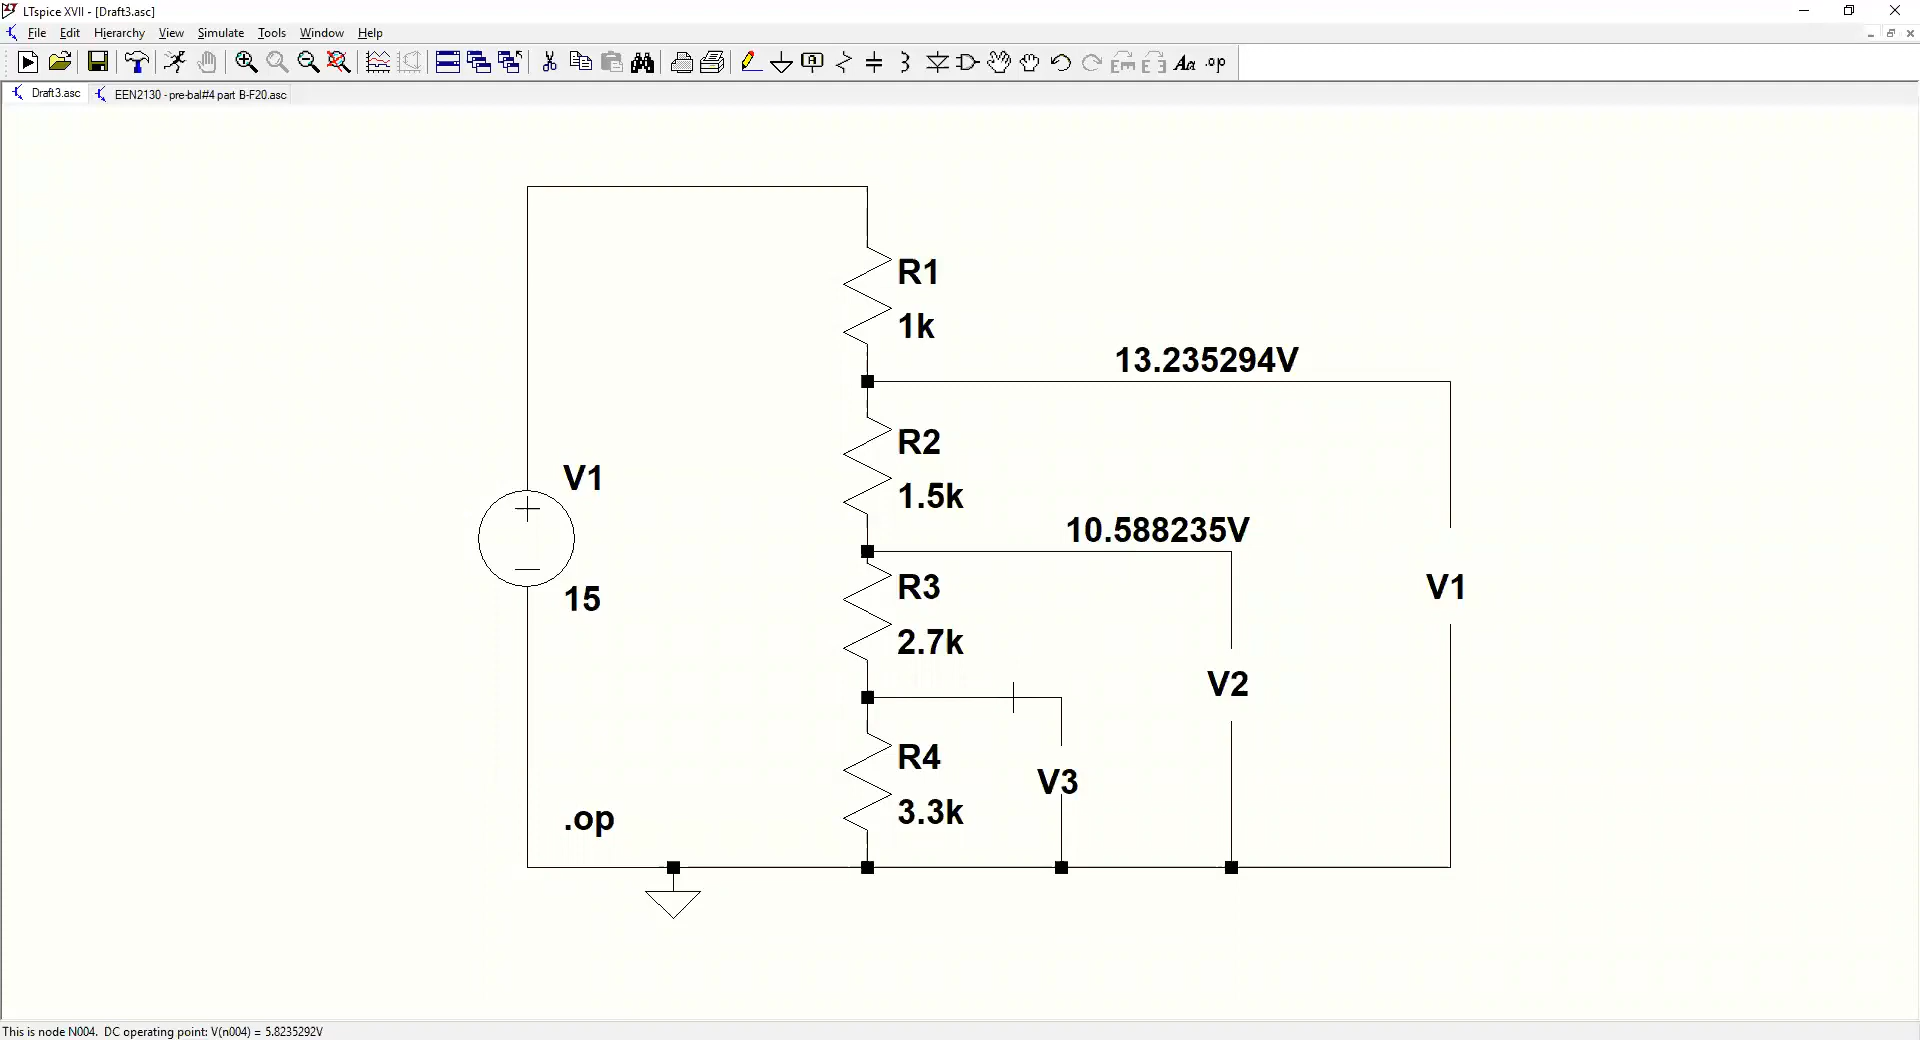 LTspice XVII - [Draft3.asc]
File Edit Hierarchy View Simulate Tools Window Help
.op
Draft3.asc EEN2130 - pre-bal#4 part B-F20.asc
R1
1k
13.235294V
R2
V1
1.5k
10.588235V
R3
V1
15
2.7k
V2
R4
V3
3.3k
.op
This is node N004. DC operating point: V(n004) = 5.8235292V